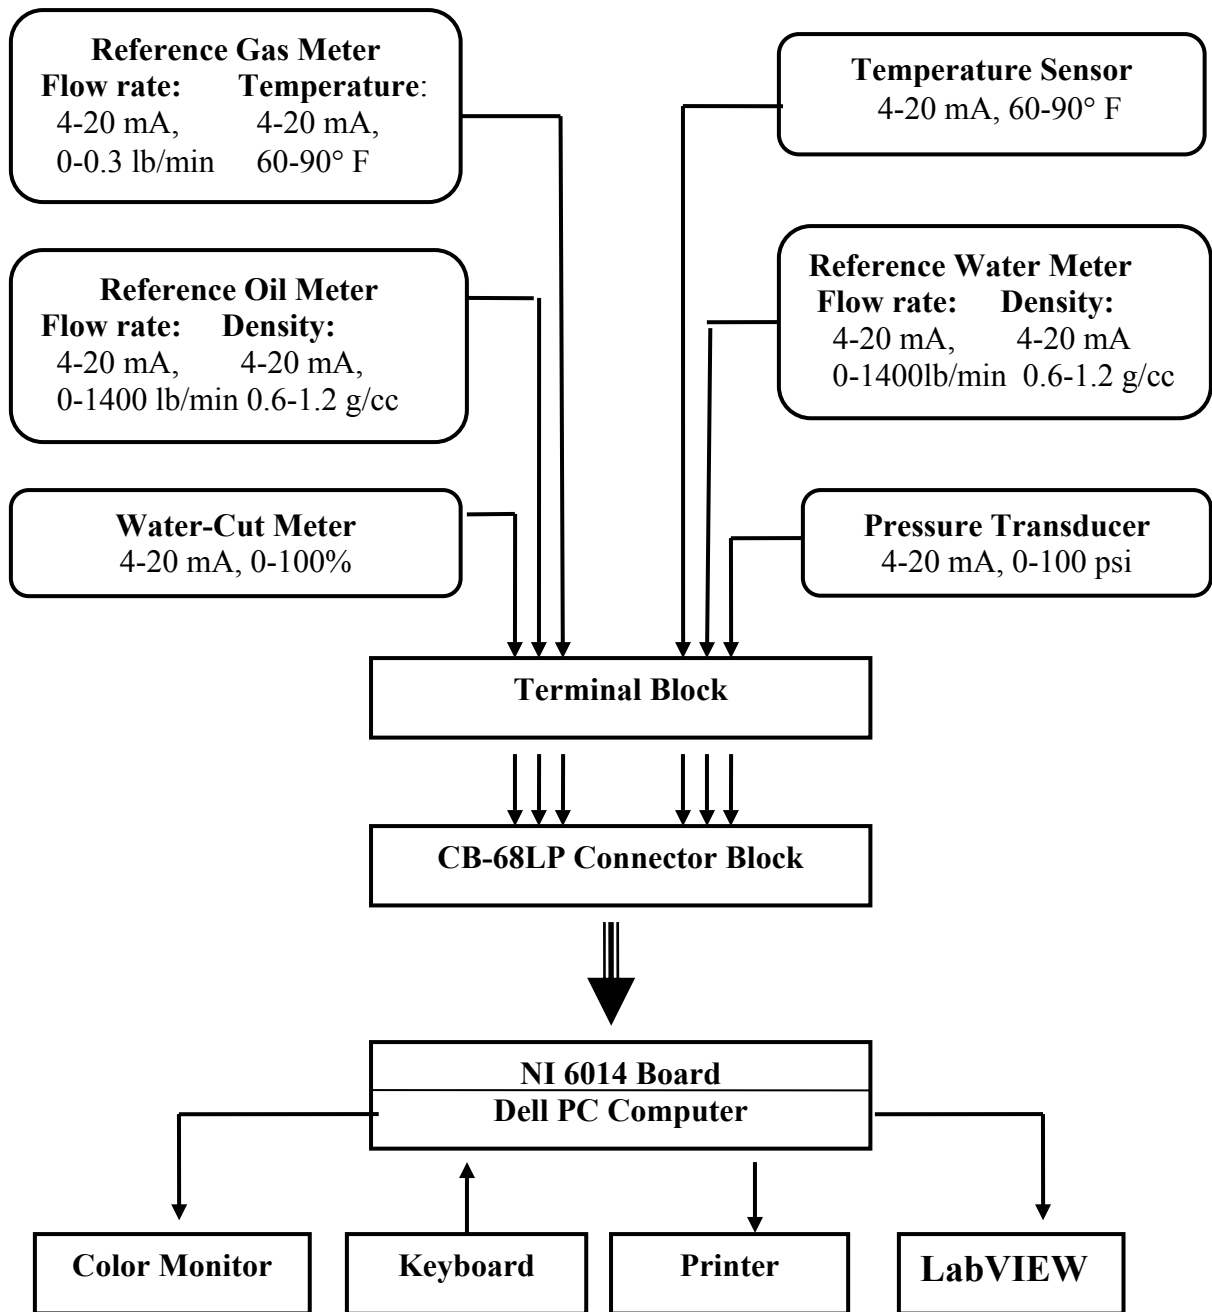 Reference Gas Meter
Flow rate: Temperature:
4-20 mA, 4-20 mA,
0-0.3 lb/min 60-90° F
Temperature Sensor
4-20 mA, 60-90° F
Reference Oil Meter
Flow rate: Density:
4-20 mA, 4-20 mA,
0-1400 lb/min 0.6-1.2 g/cc
Reference Water Meter
Flow rate: Density:
4-20 mA, 4-20 mA
0-1400lb/min 0.6-1.2 g/cc
Water-Cut Meter
4-20 mA, 0-100%
Pressure Transducer
4-20 mA, 0-100 psi
Terminal Block
CB-68LP Connector Block
NI 6014 Board
Dell PC Computer
Color Monitor
Keyboard
Printer
LabVIEW